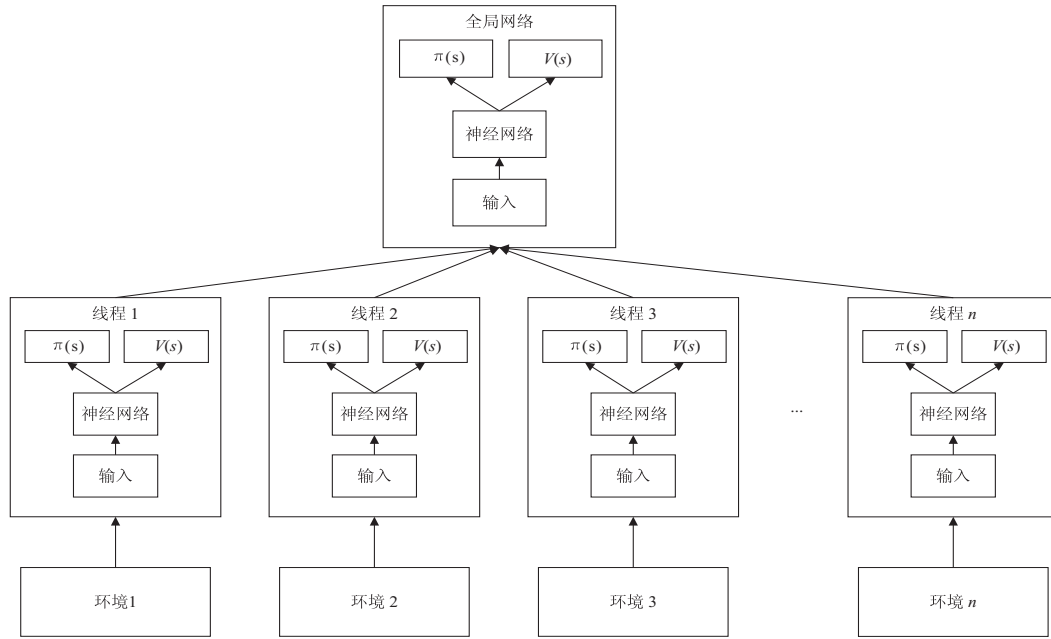 全局网络
π(s)
V(s)
神经网络
输入
线程 1
π(s)
V(s)
神经网络
输入
环境1
线程 2
π(s)
V(s)
神经网络
输入
环境 2
线程 3
π(s)
V(s)
神经网络
输入
环境 3
...
线程 n
π(s)
V(s)
神经网络
输入
环境 n